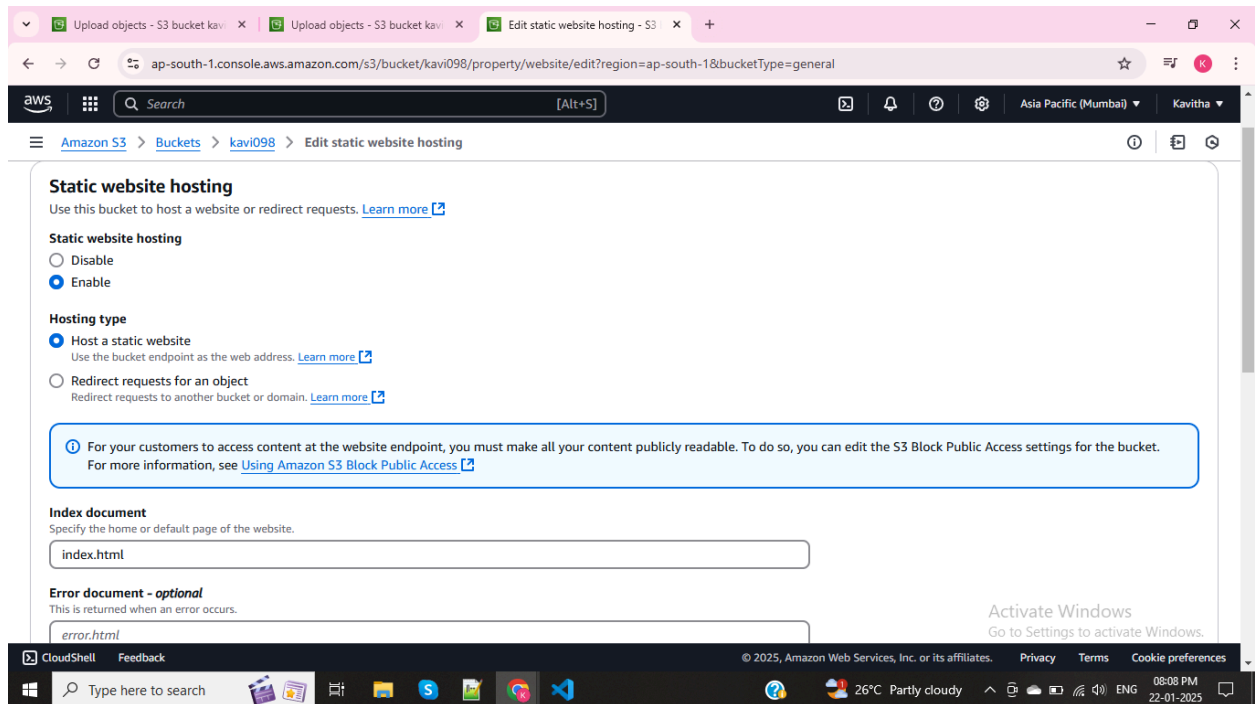 Upload objects - S3 bucket kavi
Upload objects - S3 bucket kavi
Edit static website hosting - S3
ap-south-1.console.aws.amazon.com/s3/bucket/kavi098/property/website/edit?region=ap-south-1&bucketType=general
K
aws
Search
[Alt+S]
Asia Pacific (Mumbai)
Kavitha
Amazon S3 > Buckets > kavi098 > Edit static website hosting
Static website hosting
Use this bucket to host a website or redirect requests. Learn more
Static website hosting
Disable
Enable
Hosting type
Host a static website
Use the bucket endpoint as the web address. Learn more
Redirect requests for an object
Redirect requests to another bucket or domain. Learn more
For your customers to access content at the website endpoint, you must make all your content publicly readable. To do so, you can edit the S3 Block Public Access settings for the bucket.
For more information, see Using Amazon S3 Block Public Access
Index document
Specify the home or default page of the website.
index.html
Error document - optional
This is returned when an error occurs.
error.html
Activate Windows
Go to Settings to activate Windows.
CloudShell
Feedback
© 2025, Amazon Web Services, Inc. or its affiliates.
Privacy
Terms
Cookie preferences
Type here to search
26°C Partly cloudy
ENG
08:08 PM
22-01-2025